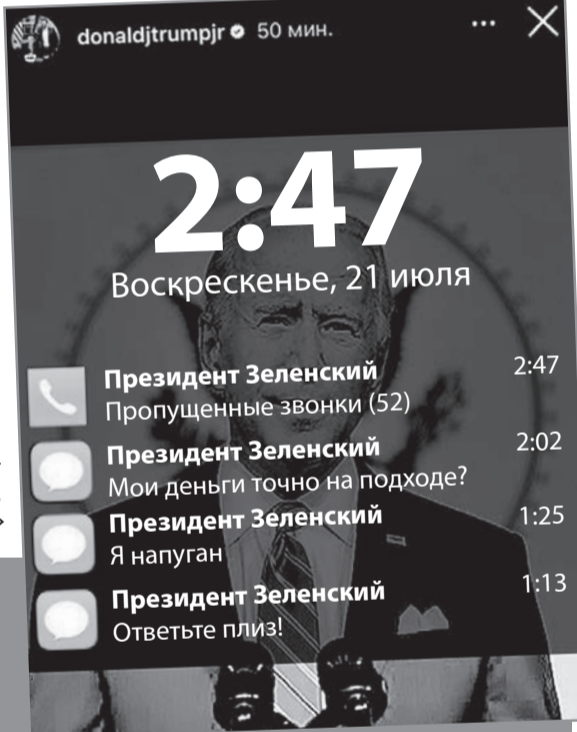 donaldjtrumpjr 50 мин.
2:47
Воскрескенье, 21 июля
Президент Зеленский 2:47
Пропущенные звонки (52)
Президент Зеленский 2:02
Мои деньги точно на подходе?
Президент Зеленский 1:25
Я напуган
Президент Зеленский 1:13
Ответьте плиз!